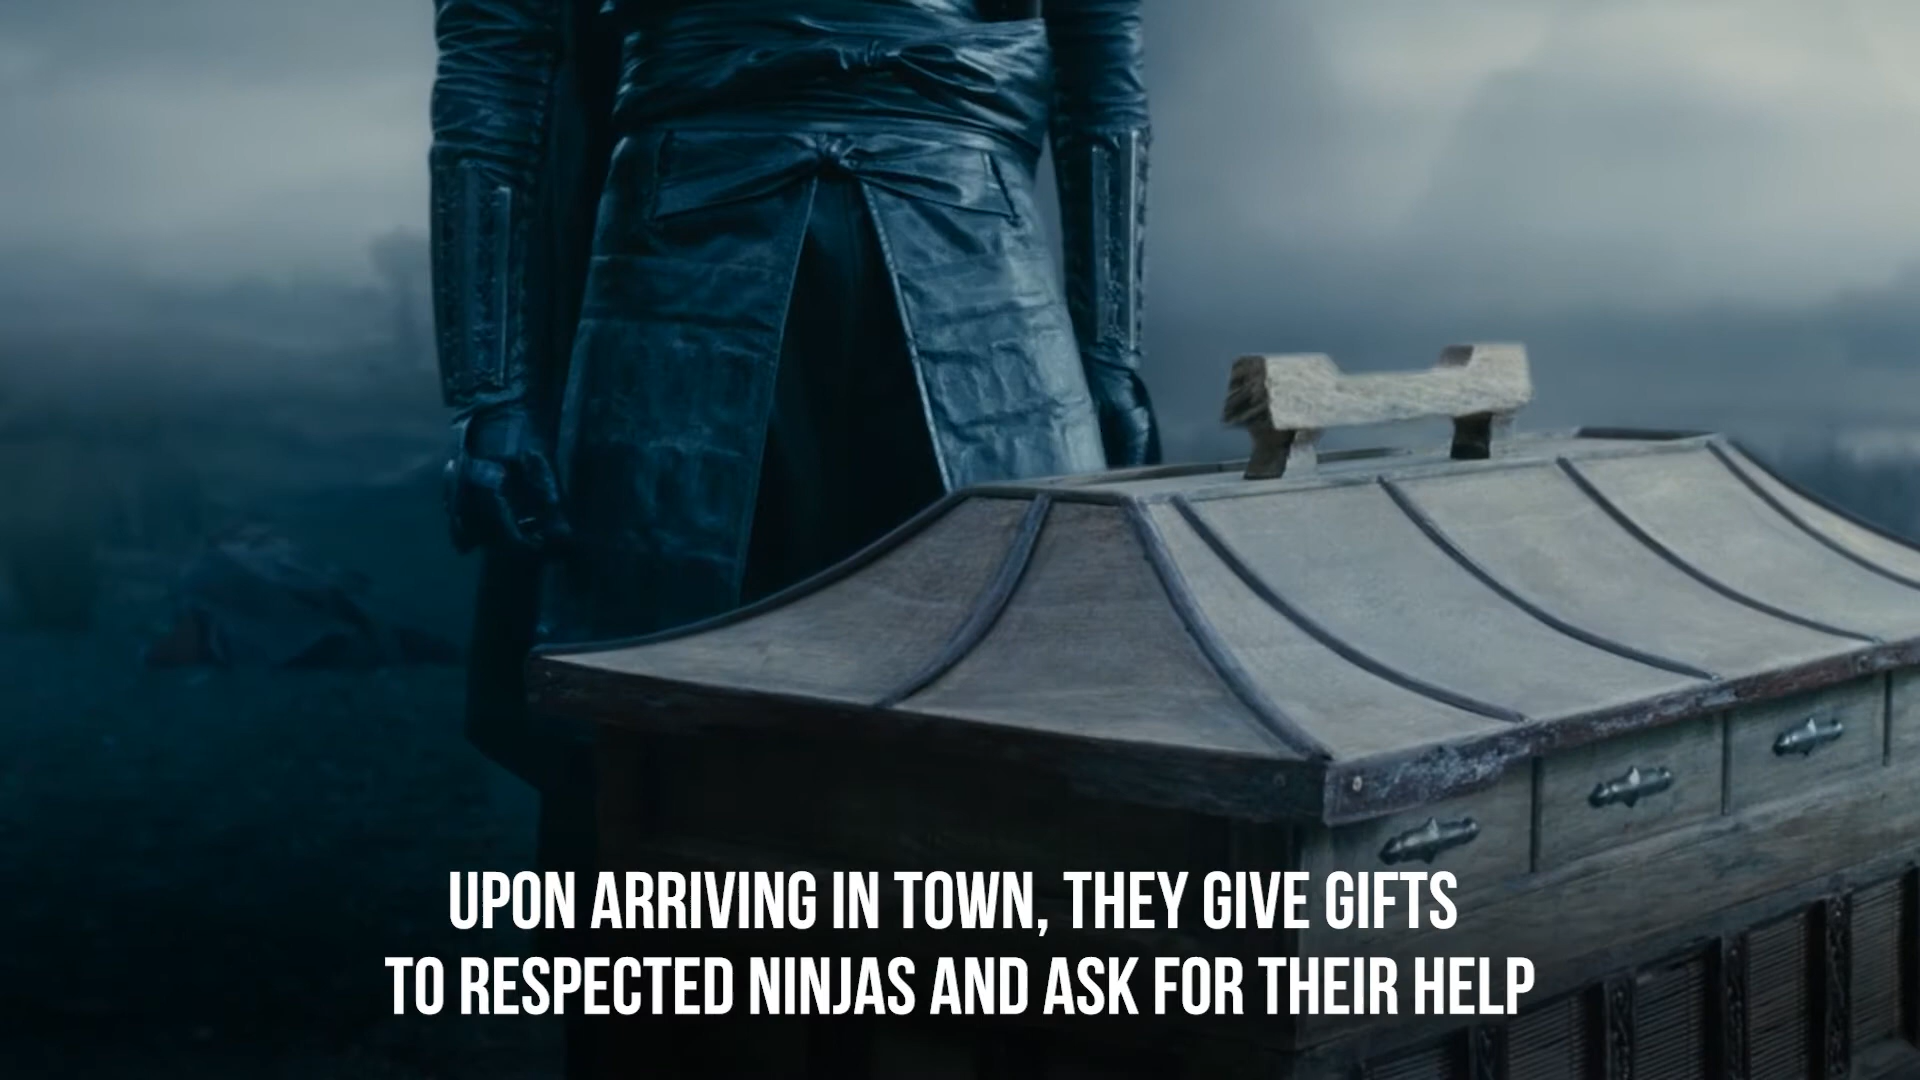 UPON ARRIVING IN TOWN, THEY GIVE GIFTS
TO RESPECTED NINJAS AND ASK FOR THEIR HELP